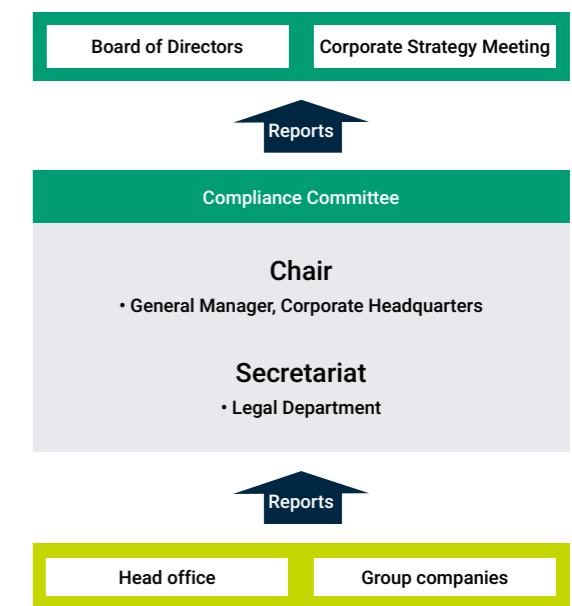 Board of Directors
Corporate Strategy Meeting
Reports
Compliance Committee
Chair
• General Manager, Corporate Headquarters
Secretariat
• Legal Department
Reports
Head office
Group companies